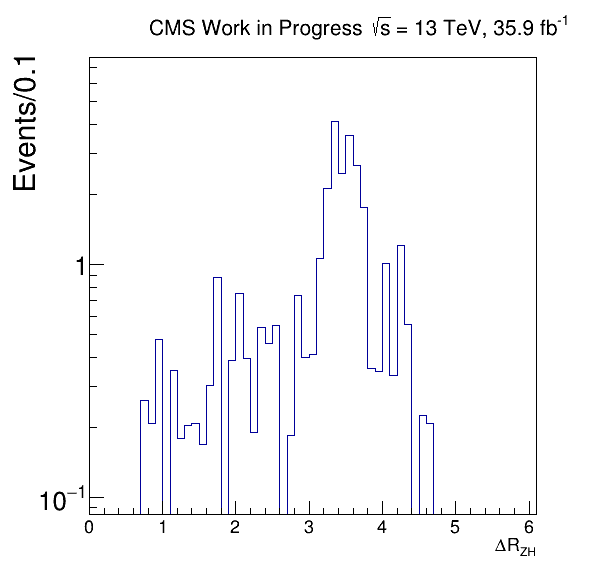 CMS Work in Progress √s = 13 TeV, 35.9 fb⁻¹
Events/0.1
1
10⁻¹
0 1 2 3 4 5 6
ΔR_ZH